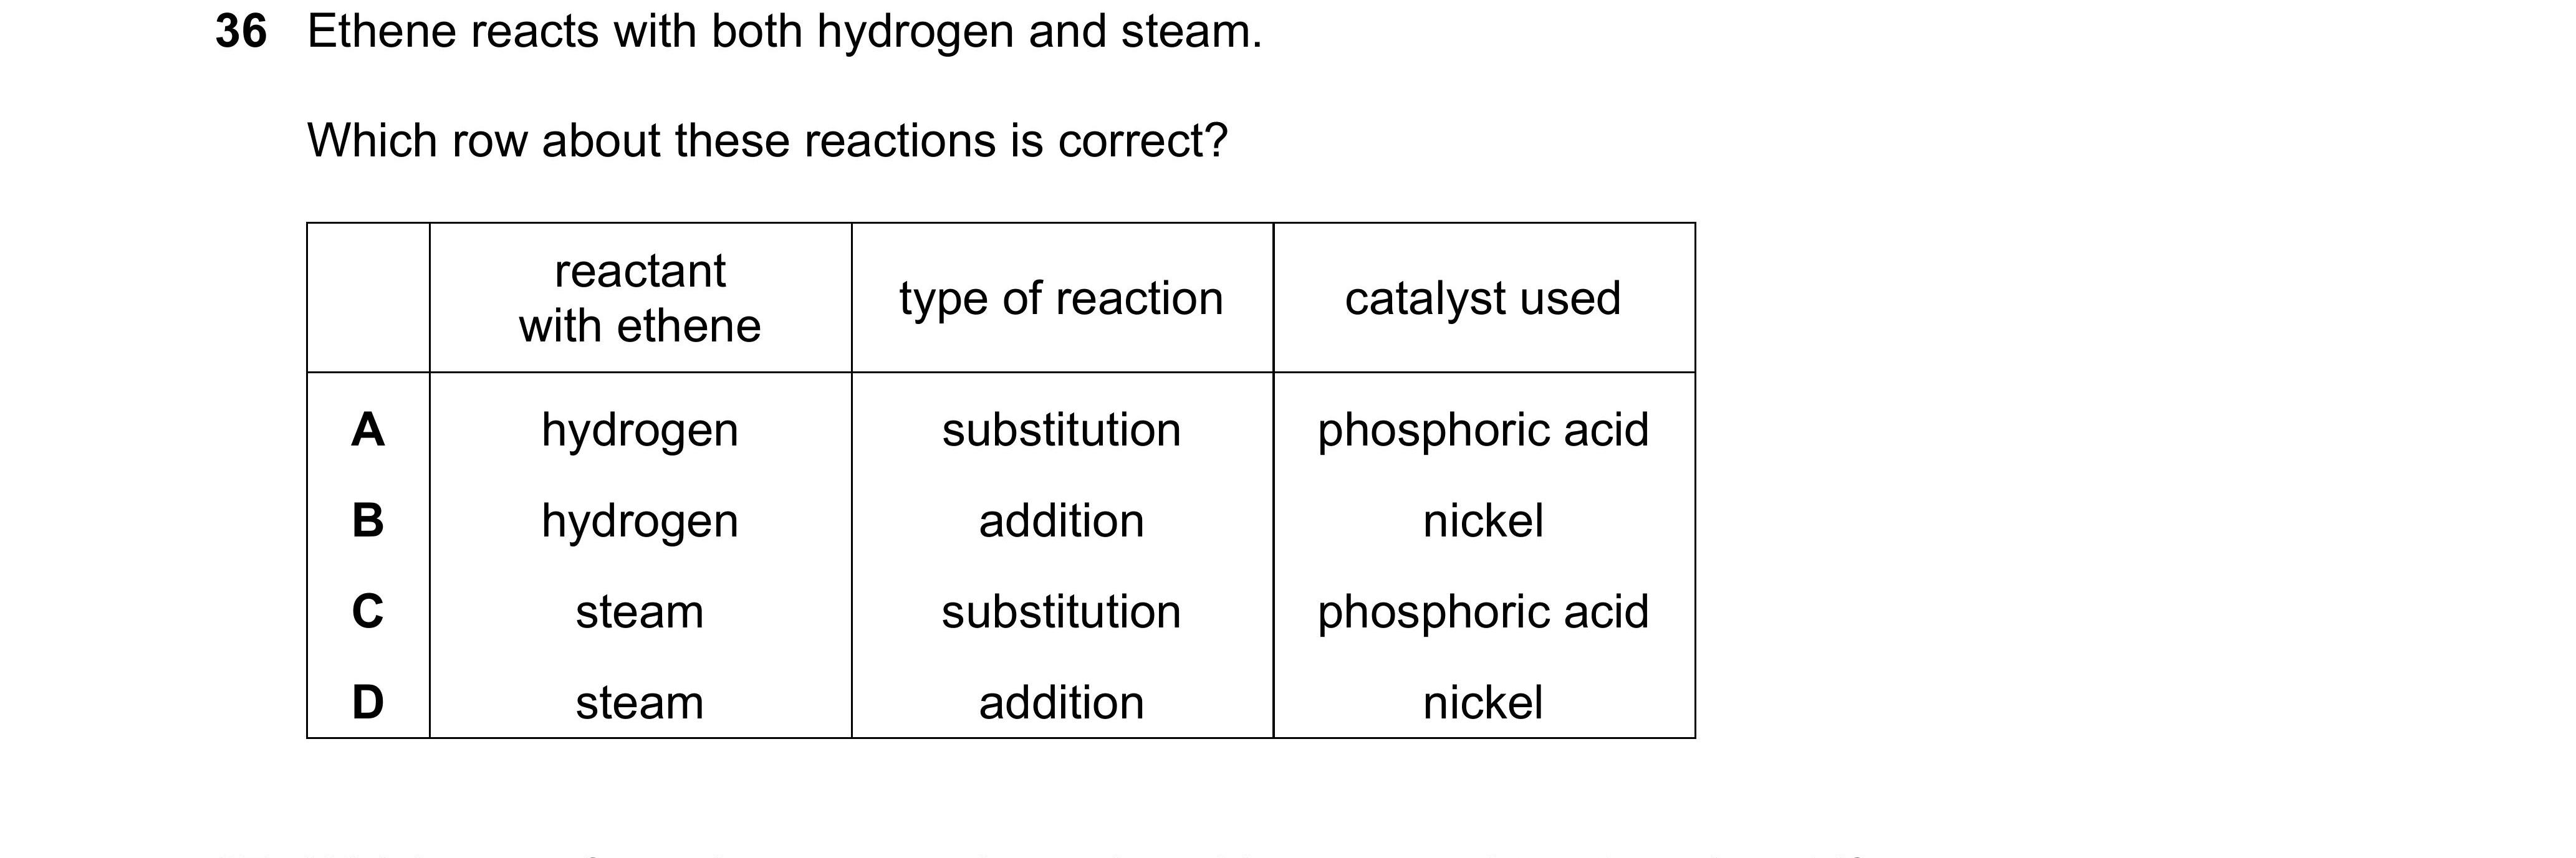 36 Ethene reacts with both hydrogen and steam.
Which row about these reactions is correct?
reactant with ethene type of reaction catalyst used
A hydrogen substitution phosphoric acid
B hydrogen addition nickel
C steam substitution phosphoric acid
D steam addition nickel